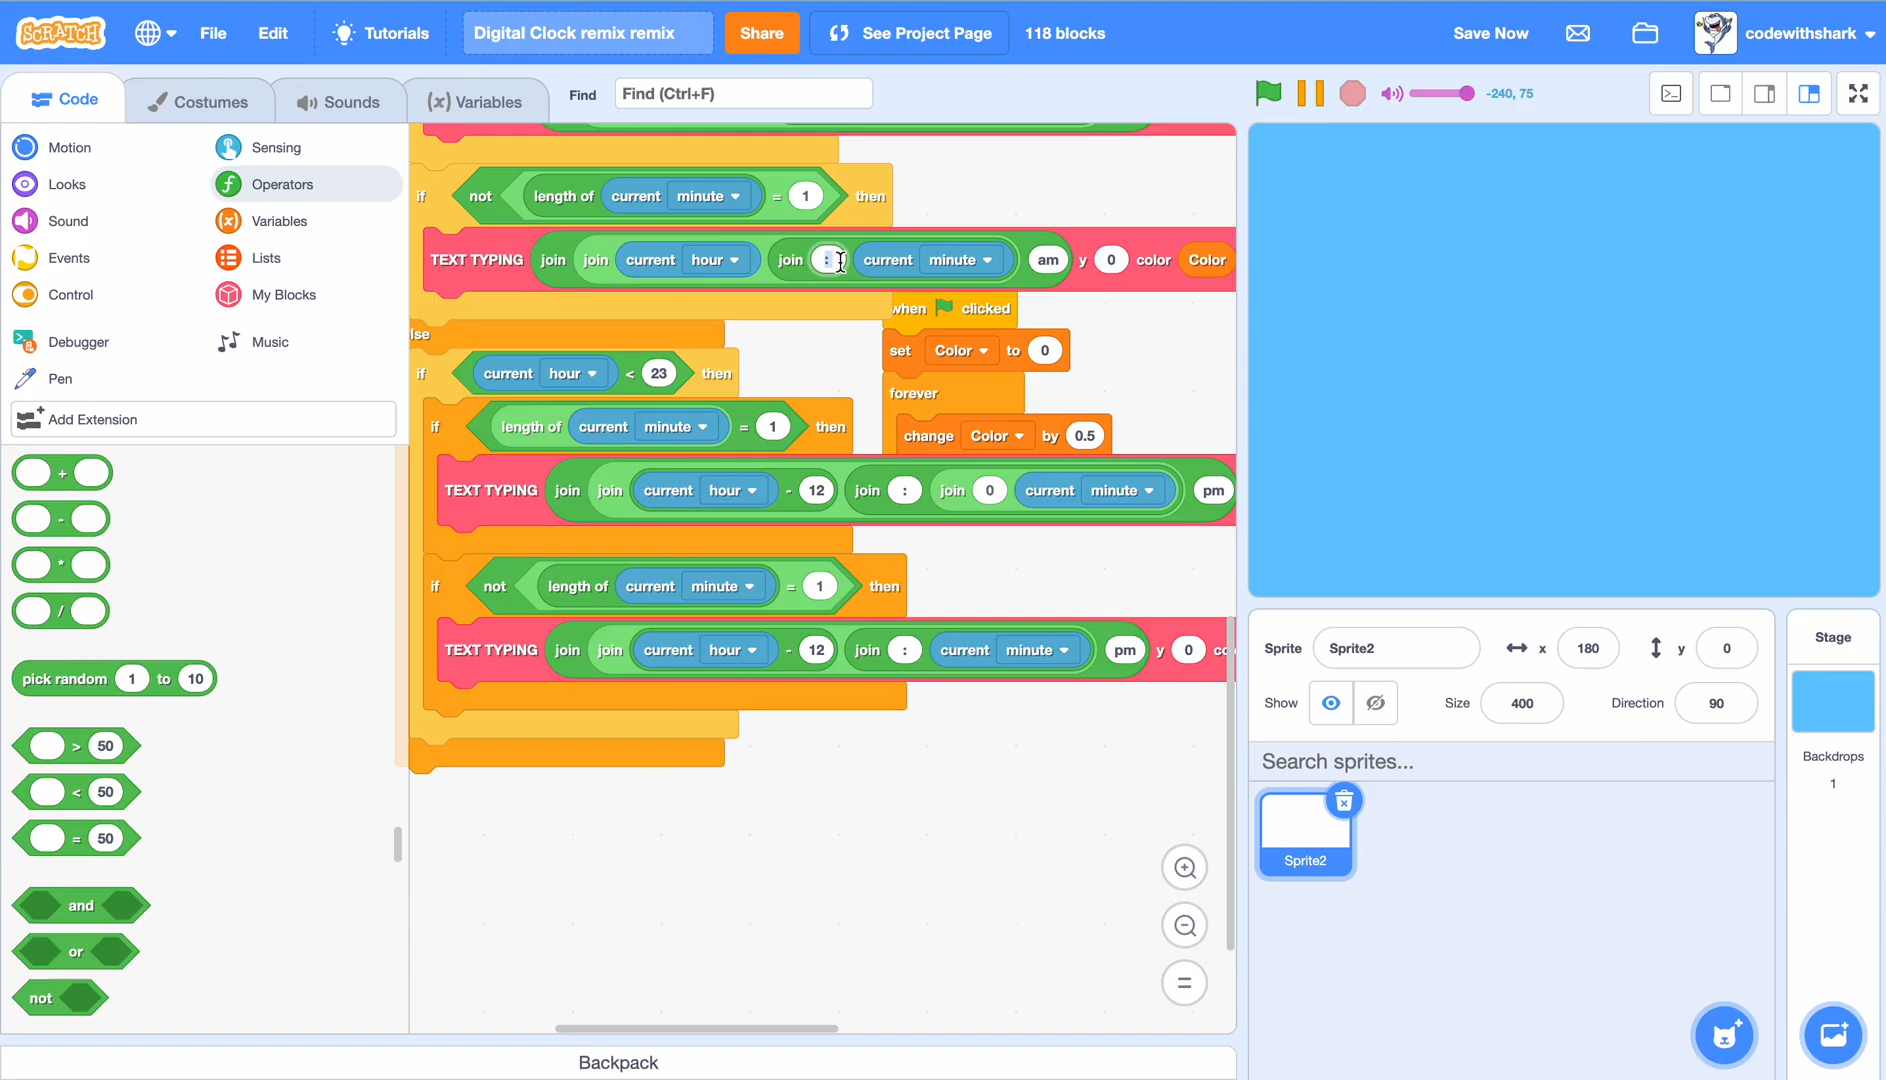 SCRATCH File Edit Tutorials Digital Clock remix remix Share See Project Page 118 blocks Save Now codewithshark
Code Costumes Sounds (x) Variables Find Find (Ctrl+F) -240, 75
Motion Sensing
Looks Operators
Sound Variables
Events Lists
Control My Blocks
Debugger Music
Pen
Add Extension
+
-
*
/
pick random 1 to 10
> 50
< 50
= 50
and
or
not
if not length of current minute = 1 then
TEXT TYPING join join current hour join : current minute am y 0 color Color
when clicked
lse
set Color to 0
if current hour < 23 then
forever
if length of current minute = 1 then
change Color by 0.5
TEXT TYPING join join current hour - 12 join : join 0 current minute pm
if not length of current minute = 1 then
TEXT TYPING join join current hour - 12 join : current minute pm y 0 co
Sprite Sprite2 x 180 y 0
Show Size 400 Direction 90
Search sprites...
Sprite2
Stage
Backdrops
1
Backpack